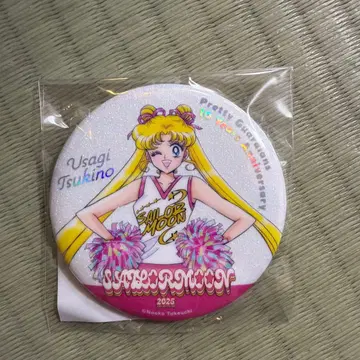 Usagi
Tsukino
Pretty Guardians
Anniversary
SAILOR
MOON
SAILORMOON
2025
©Naoko Takeuchi